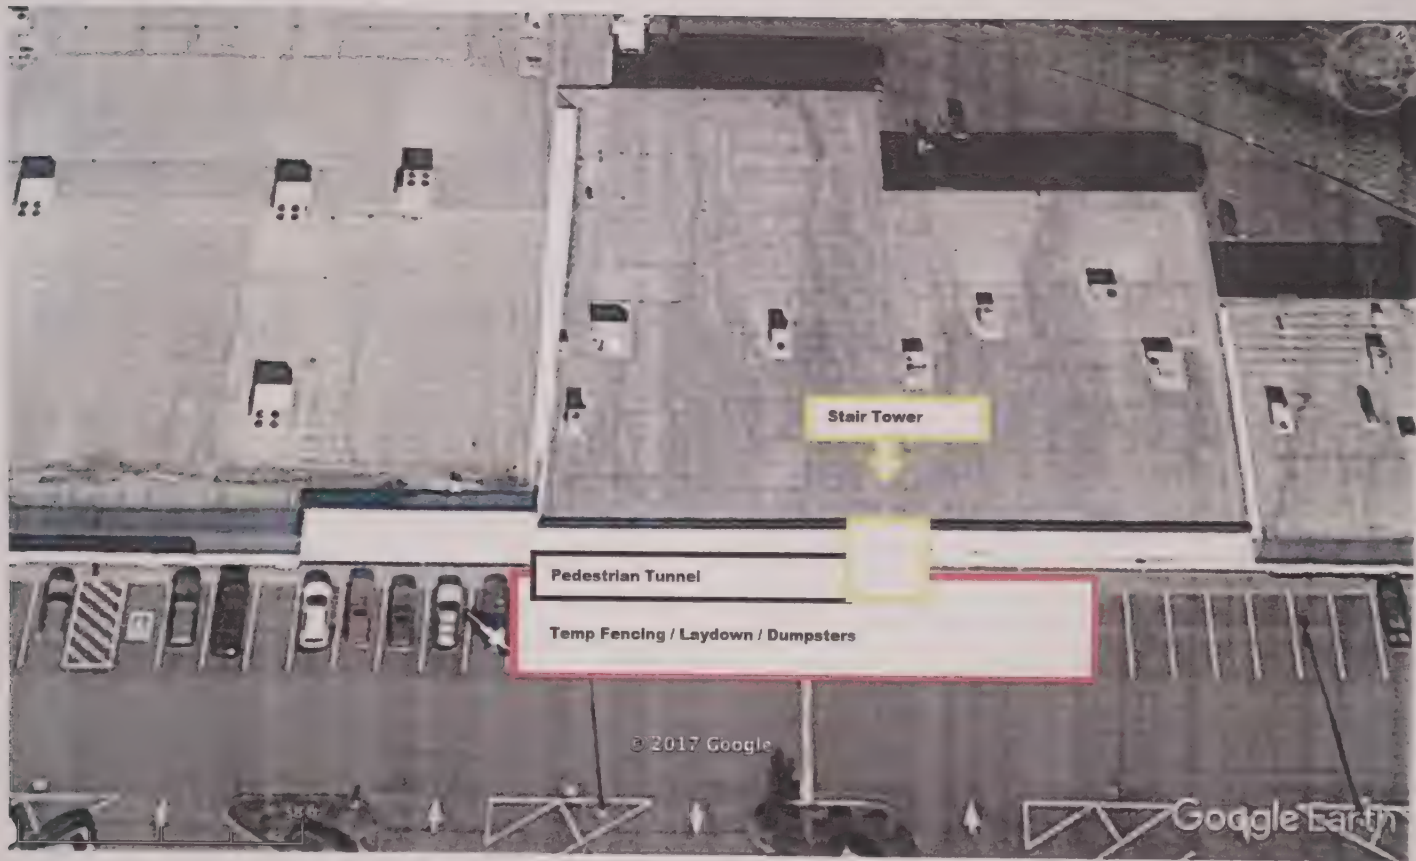 Stair Tower
Pedestrian Tunnel
Temp Fencing / Laydown / Dumpsters
© 2017 Google
Google Earth